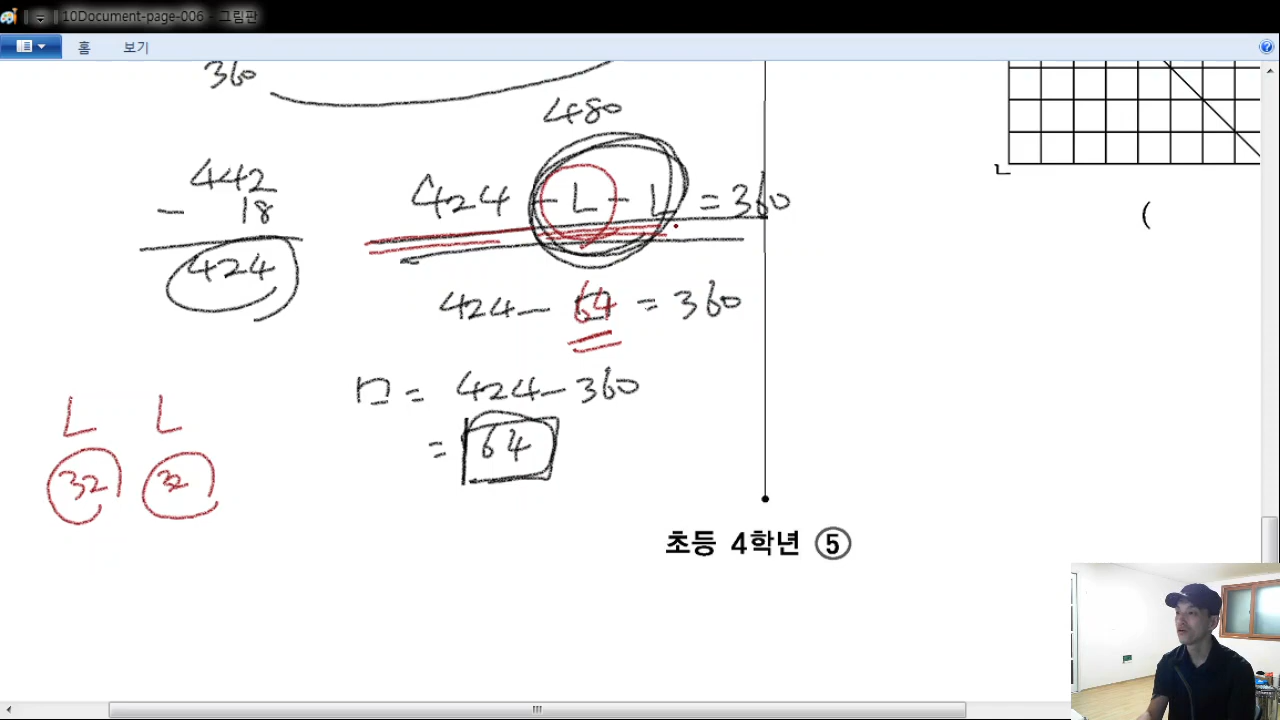 10Document-page-006 - 그림판
홈 보기
360
480
442
- 18
424
424 - ㄴ - ㄴ = 360
424 - 64 = 360
ㅁ = 424 - 360
= 64
ㄴ ㄴ
32 32
ㄴ
(
초등 4학년 ⑤